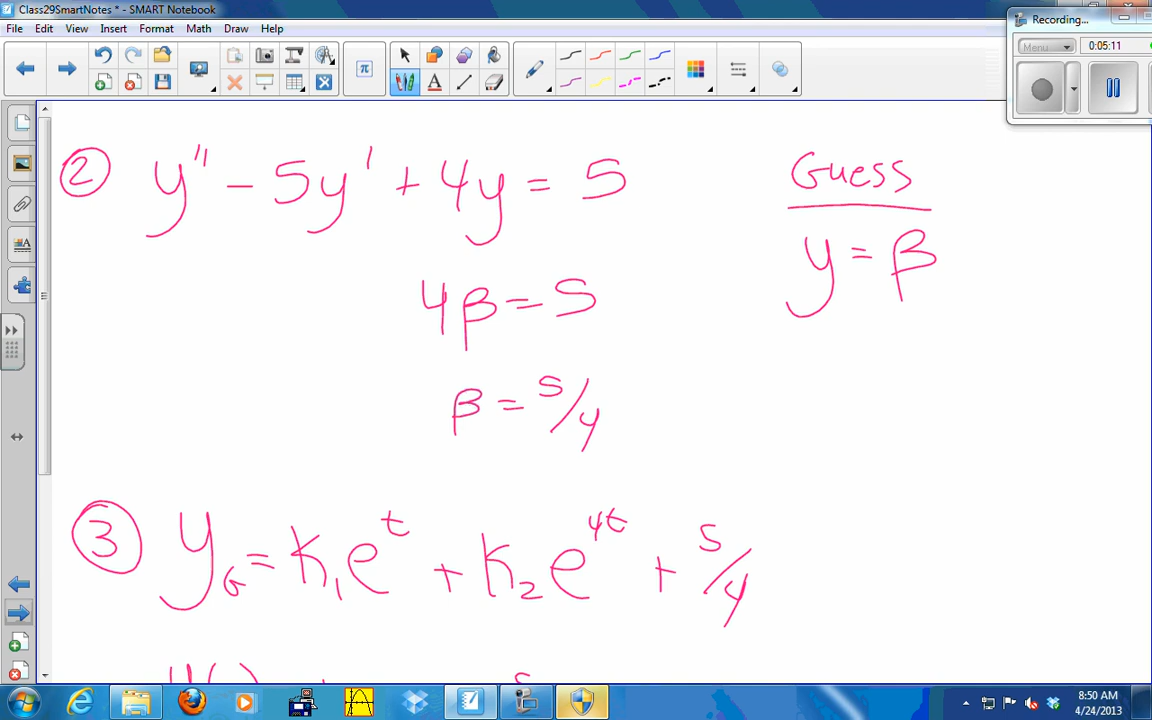 Class29SmartNotes * - SMART Notebook
File Edit View Insert Format Math Draw Help
Recording...
Menu
0:05:11
π
A
② y'' - 5y' + 4y = 5
Guess
y = β
4β = 5
β = 5/4
③ y_G = k₁e^t + k₂e^{4t} + 5/4
8:50 AM
4/24/2013